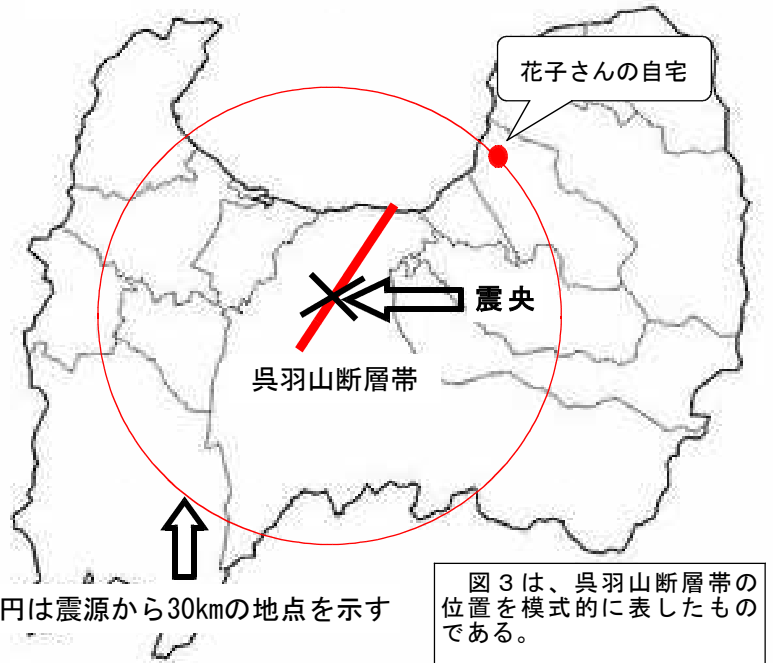 花子さんの自宅
震央
呉羽山断層帯
円は震源から30kmの地点を示す
図３は、呉羽山断層帯の
位置を模式的に表したもの
である。